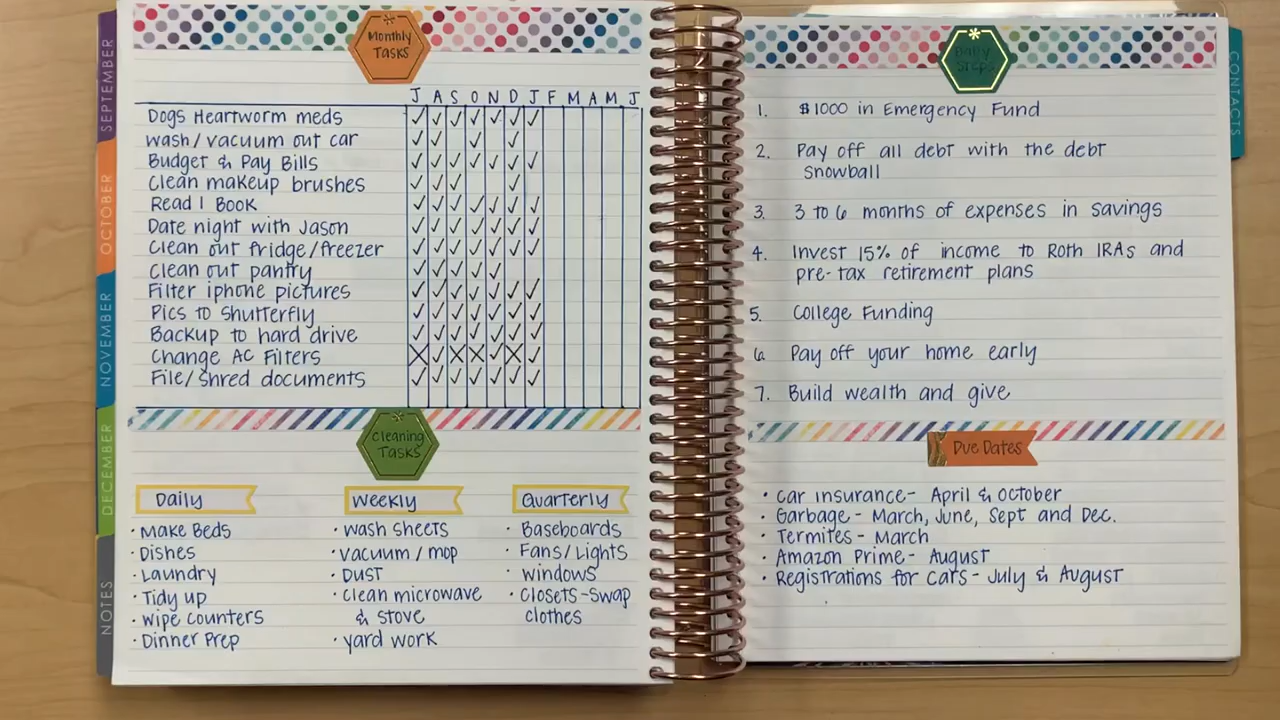 SEPTEMBER
OCTOBER
NOVEMBER
DECEMBER
NOTES
Monthly
Tasks
J A S O N D J F M A M J
Dogs Heartworm meds ✓ ✓ ✓ ✓ ✓ ✓ ✓
wash/vacuum out car ✓ ✓ ✓ ✓
Budget & Pay Bills ✓ ✓ ✓ ✓ ✓ ✓ ✓
Clean makeup brushes ✓ ✓ ✓ ✓
Read 1 Book ✓ ✓ ✓ ✓ ✓ ✓ ✓
Date night with Jason ✓ ✓ ✓ ✓ ✓ ✓ ✓
Clean out fridge/freezer ✓ ✓ ✓ ✓ ✓ ✓ ✓
Clean out pantry ✓ ✓ ✓ ✓ ✓
Filter iphone pictures ✓ ✓ ✓ ✓ ✓ ✓ ✓
Pics to Shutterfly ✓ ✓ ✓ ✓ ✓ ✓ ✓
Backup to hard drive ✓ ✓ ✓ ✓ ✓ ✓ ✓
Change AC Filters X ✓ X X ✓ X ✓
File/Shred documents ✓ ✓ ✓ ✓ ✓ ✓ ✓
Cleaning
Tasks
Daily
• Make Beds
• Dishes
• Laundry
• Tidy up
• Wipe counters
• Dinner Prep
Weekly
• wash sheets
• vacuum / mop
• Dust
• clean microwave
& stove
• yard work
Quarterly
• Baseboards
• Fans/Lights
• windows
• Closets-Swap
clothes
Baby
Steps
1. $1000 in Emergency Fund
2. Pay off all debt with the debt
snowball
3. 3 to 6 months of expenses in savings
4. Invest 15% of income to Roth IRAs and
pre-tax retirement plans
5. College Funding
6. Pay off your home early
7. Build wealth and give
Due Dates
• Car insurance- April & October
• Garbage - March, June, Sept and Dec.
• Termites - March
• Amazon Prime - August
• Registrations for Cars - July & August
CONTACTS